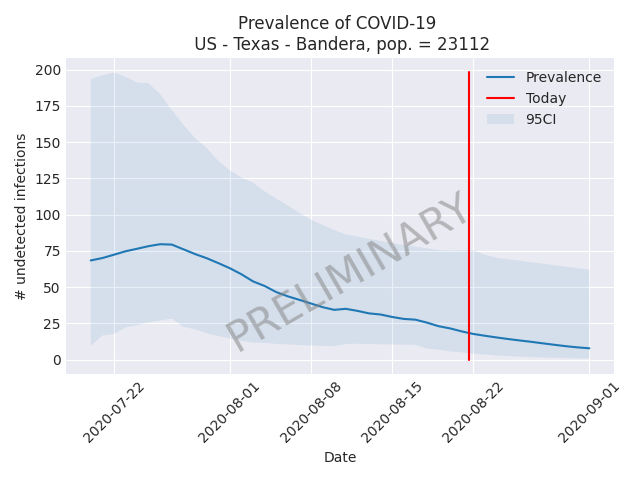 Prevalence of COVID-19
US - Texas - Bandera, pop. = 23112
200
175
150
125
100
75
50
25
0
# undetected infections
Prevalence
Today
95CI
PRELIMINARY
2020-07-22
2020-08-01
2020-08-08
2020-08-15
2020-08-22
2020-09-01
Date